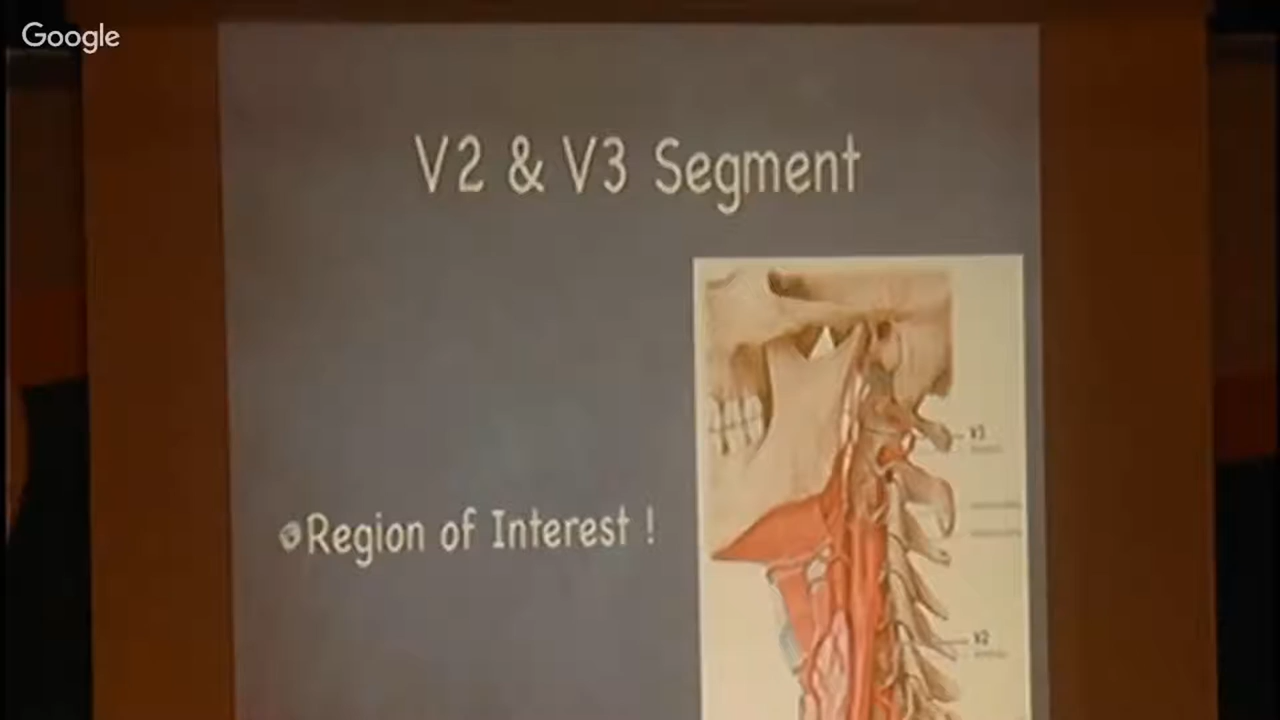 Google
V2 & V3 Segment
V3
Region of Interest !
V2